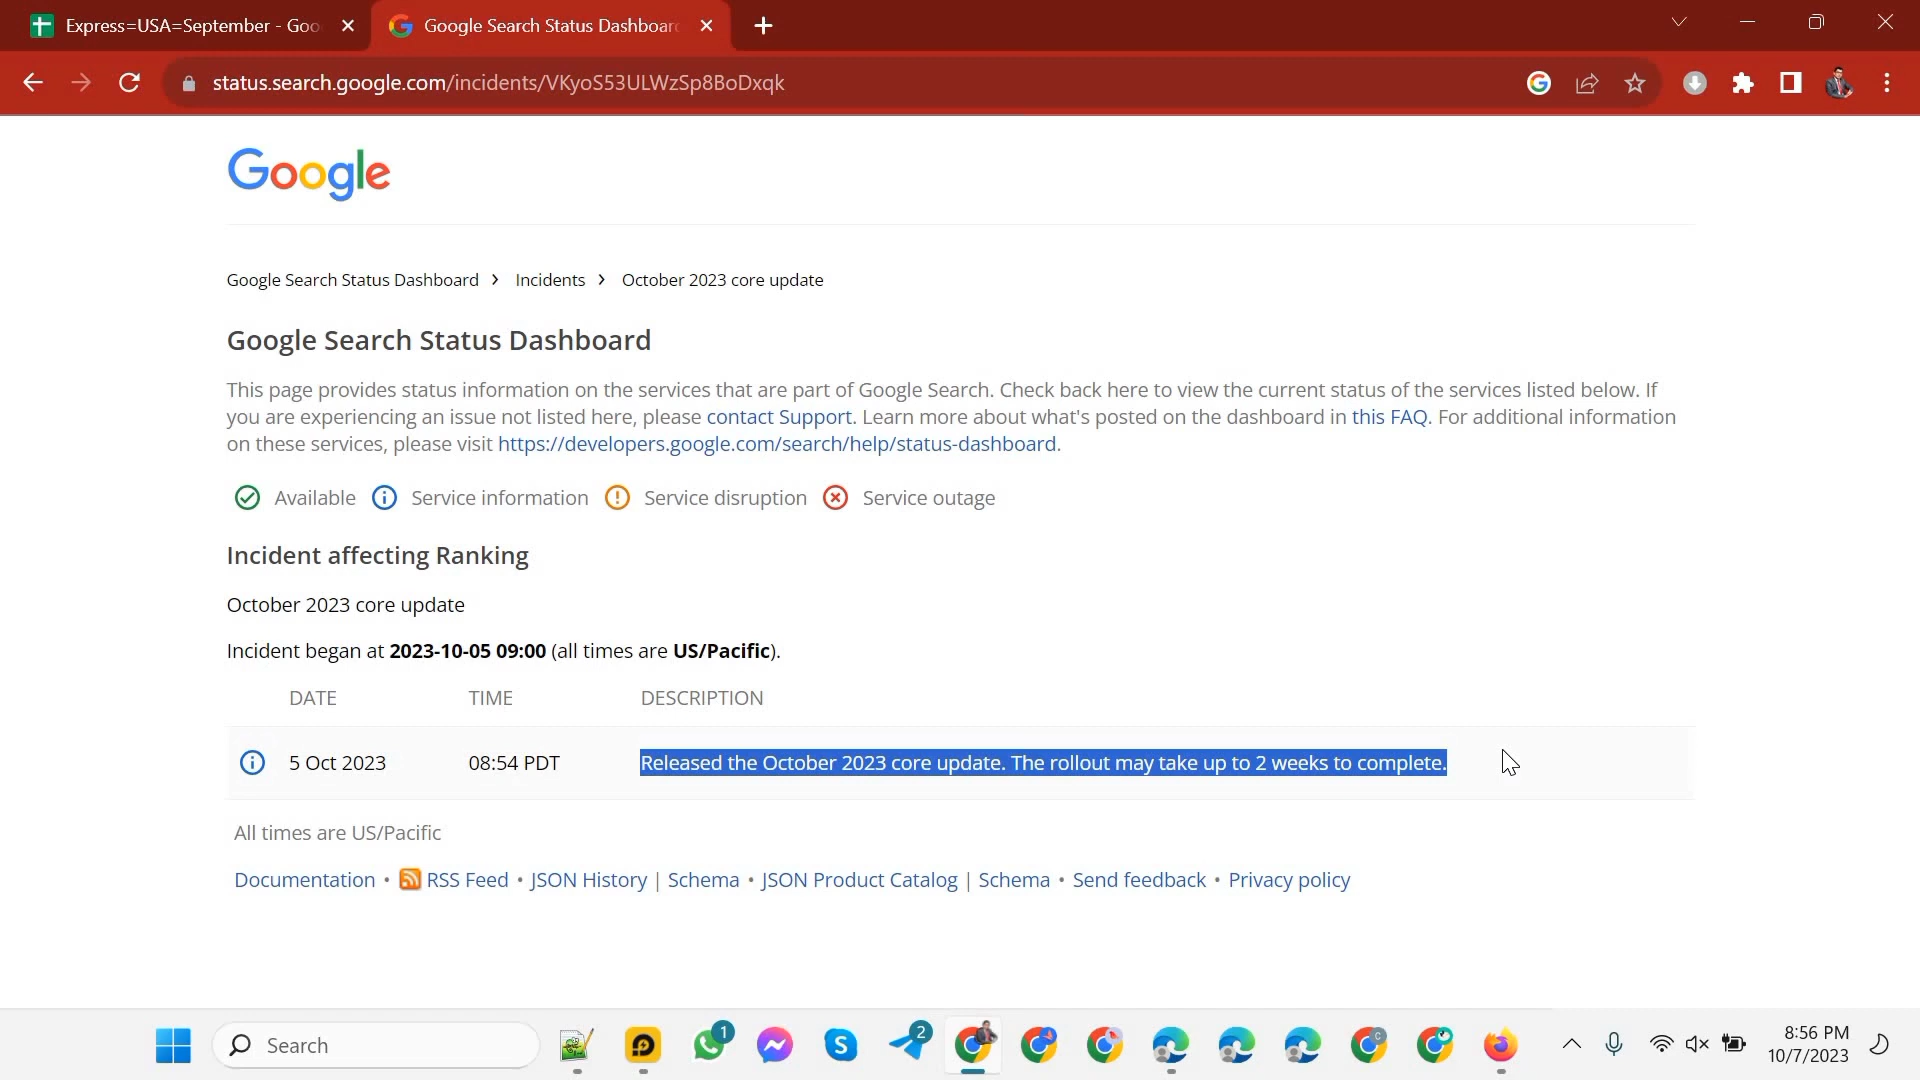 Express=USA=September - Goo
Google Search Status Dashboar
status.search.google.com/incidents/VKyoS53ULWzSp8BoDxqk
Google
Google Search Status Dashboard > Incidents > October 2023 core update
Google Search Status Dashboard
This page provides status information on the services that are part of Google Search. Check back here to view the current status of the services listed below. If
you are experiencing an issue not listed here, please contact Support. Learn more about what's posted on the dashboard in this FAQ. For additional information
on these services, please visit https://developers.google.com/search/help/status-dashboard.
Available Service information Service disruption Service outage
Incident affecting Ranking
October 2023 core update
Incident began at 2023-10-05 09:00 (all times are US/Pacific).
DATE TIME DESCRIPTION
5 Oct 2023 08:54 PDT Released the October 2023 core update. The rollout may take up to 2 weeks to complete.
All times are US/Pacific
Documentation • RSS Feed • JSON History | Schema • JSON Product Catalog | Schema • Send feedback • Privacy policy
Search
1
2
8:56 PM
10/7/2023